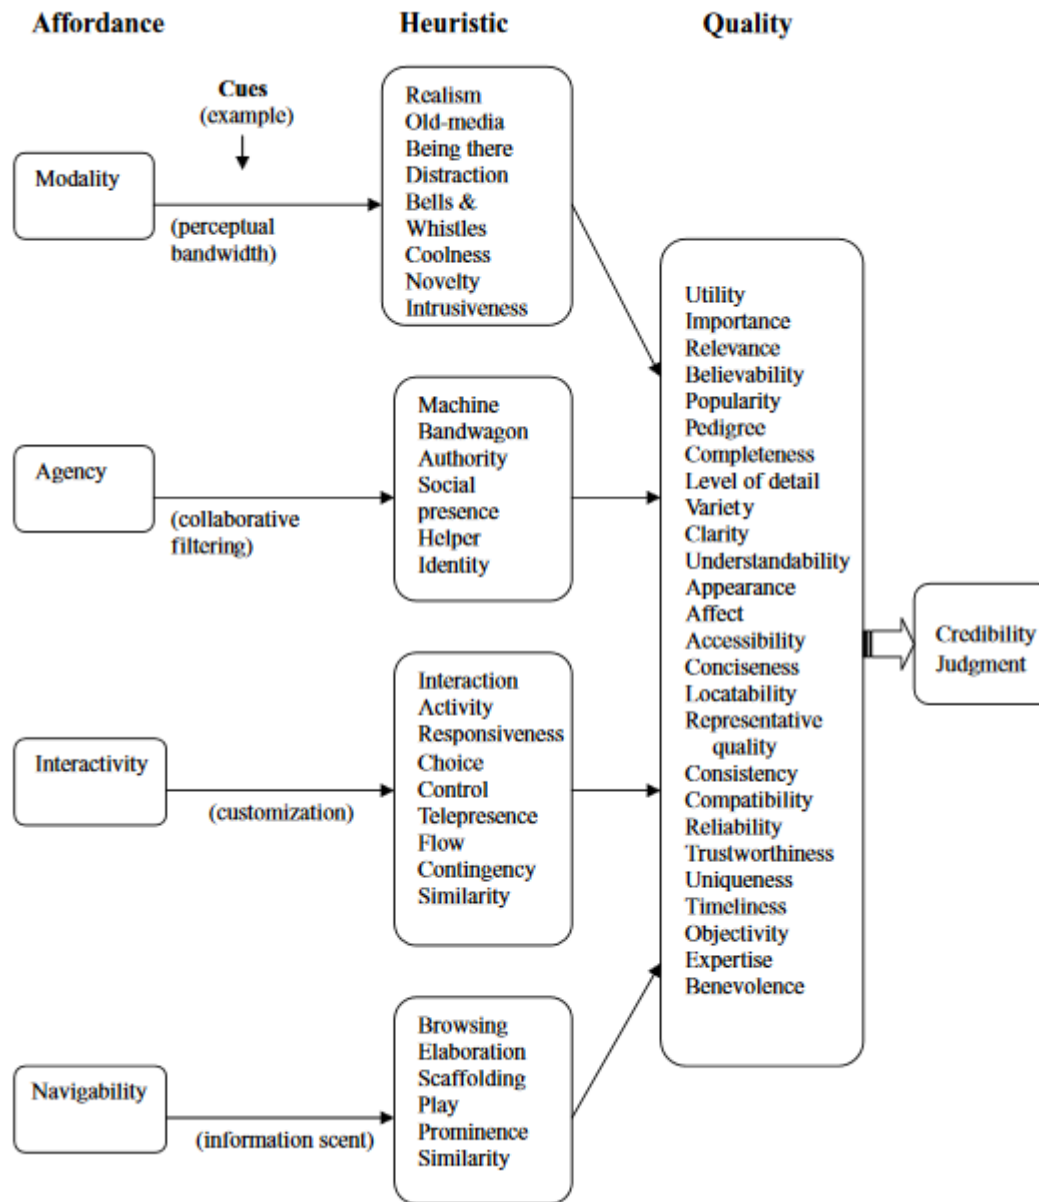 Affordance
Heuristic
Quality
Cues
(example)
Modality
(perceptual
bandwidth)
Realism
Old-media
Being there
Distraction
Bells &
Whistles
Coolness
Novelty
Intrusiveness
Agency
(collaborative
filtering)
Machine
Bandwagon
Authority
Social
presence
Helper
Identity
Interactivity
(customization)
Interaction
Activity
Responsiveness
Choice
Control
Telepresence
Flow
Contingency
Similarity
Navigability
(information scent)
Browsing
Elaboration
Scaffolding
Play
Prominence
Similarity
Utility
Importance
Relevance
Believability
Popularity
Pedigree
Completeness
Level of detail
Variety
Clarity
Understandability
Appearance
Affect
Accessibility
Conciseness
Locatability
Representative
quality
Consistency
Compatibility
Reliability
Trustworthiness
Uniqueness
Timeliness
Objectivity
Expertise
Benevolence
Credibility
Judgment